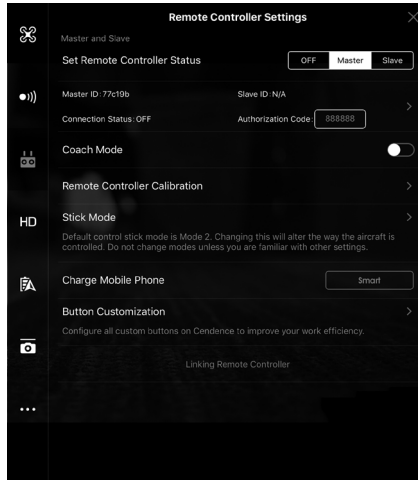 Remote Controller Settings
Master and Slave
Set Remote Controller Status
OFF Master Slave
Master ID: 77c19b Slave ID: N/A
Connection Status: OFF Authorization Code: 888888
Coach Mode
Remote Controller Calibration
HD
Stick Mode
Default control stick mode is Mode 2. Changing this will alter the way the aircraft is
controlled. Do not change modes unless you are familiar with other settings.
Charge Mobile Phone Smart
Button Customization
Configure all custom buttons on Cendence to improve your work efficiency.
Linking Remote Controller